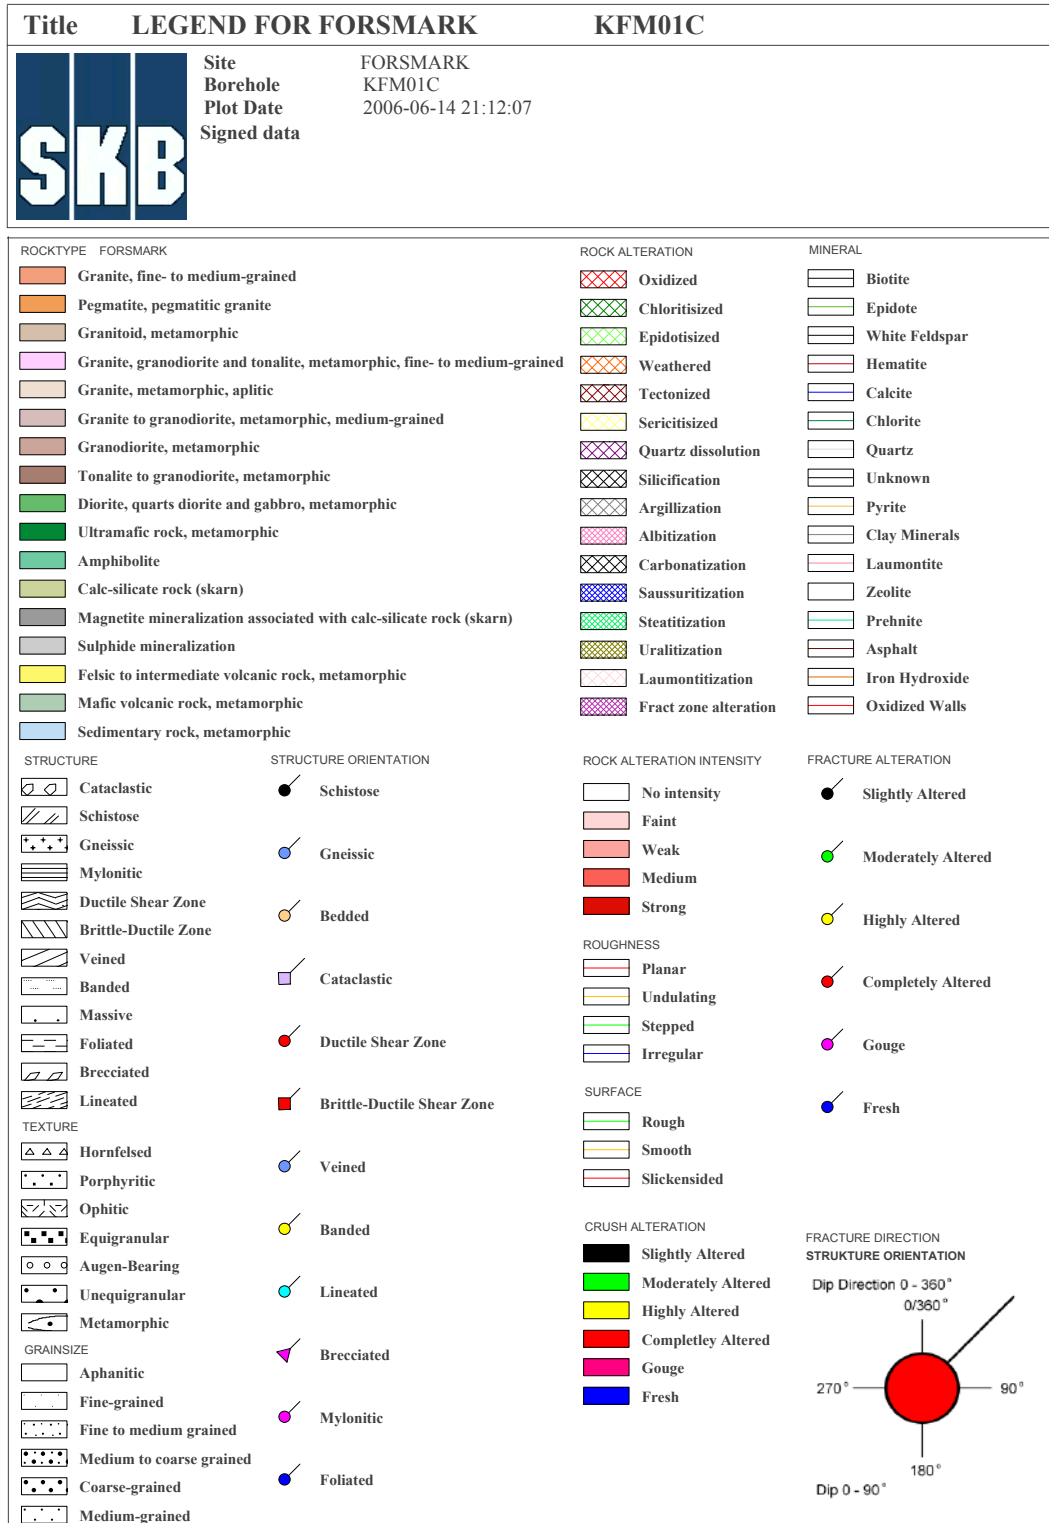 Title LEGEND FOR FORSMARK KFM01C
SKB
Site FORSMARK
Borehole KFM01C
Plot Date 2006-06-14 21:12:07
Signed data
ROCKTYPE FORSMARK
Granite, fine- to medium-grained
Pegmatite, pegmatitic granite
Granitoid, metamorphic
Granite, granodiorite and tonalite, metamorphic, fine- to medium-grained
Granite, metamorphic, aplitic
Granite to granodiorite, metamorphic, medium-grained
Granodiorite, metamorphic
Tonalite to granodiorite, metamorphic
Diorite, quarts diorite and gabbro, metamorphic
Ultramafic rock, metamorphic
Amphibolite
Calc-silicate rock (skarn)
Magnetite mineralization associated with calc-silicate rock (skarn)
Sulphide mineralization
Felsic to intermediate volcanic rock, metamorphic
Mafic volcanic rock, metamorphic
Sedimentary rock, metamorphic
ROCK ALTERATION
Oxidized
Chloritisized
Epidotisized
Weathered
Tectonized
Sericitisized
Quartz dissolution
Silicification
Argillization
Albitization
Carbonatization
Saussuritization
Steatitization
Uralitization
Laumontitization
Fract zone alteration
MINERAL
Biotite
Epidote
White Feldspar
Hematite
Calcite
Chlorite
Quartz
Unknown
Pyrite
Clay Minerals
Laumontite
Zeolite
Prehnite
Asphalt
Iron Hydroxide
Oxidized Walls
STRUCTURE
Cataclastic
Schistose
Gneissic
Mylonitic
Ductile Shear Zone
Brittle-Ductile Zone
Veined
Banded
Massive
Foliated
Brecciated
Lineated
TEXTURE
Hornfelsed
Porphyritic
Ophitic
Equigranular
Augen-Bearing
Unequigranular
Metamorphic
GRAINSIZE
Aphanitic
Fine-grained
Fine to medium grained
Medium to coarse grained
Coarse-grained
Medium-grained
STRUCTURE ORIENTATION
Schistose
Gneissic
Bedded
Cataclastic
Ductile Shear Zone
Brittle-Ductile Shear Zone
Veined
Banded
Lineated
Brecciated
Mylonitic
Foliated
ROCK ALTERATION INTENSITY
No intensity
Faint
Weak
Medium
Strong
ROUGHNESS
Planar
Undulating
Stepped
Irregular
SURFACE
Rough
Smooth
Slickensided
CRUSH ALTERATION
Slightly Altered
Moderately Altered
Highly Altered
Completley Altered
Gouge
Fresh
FRACTURE ALTERATION
Slightly Altered
Moderately Altered
Highly Altered
Completely Altered
Gouge
Fresh
FRACTURE DIRECTION
STRUKTURE ORIENTATION
Dip Direction 0 - 360°
0/360°
270°
90°
180°
Dip 0 - 90°